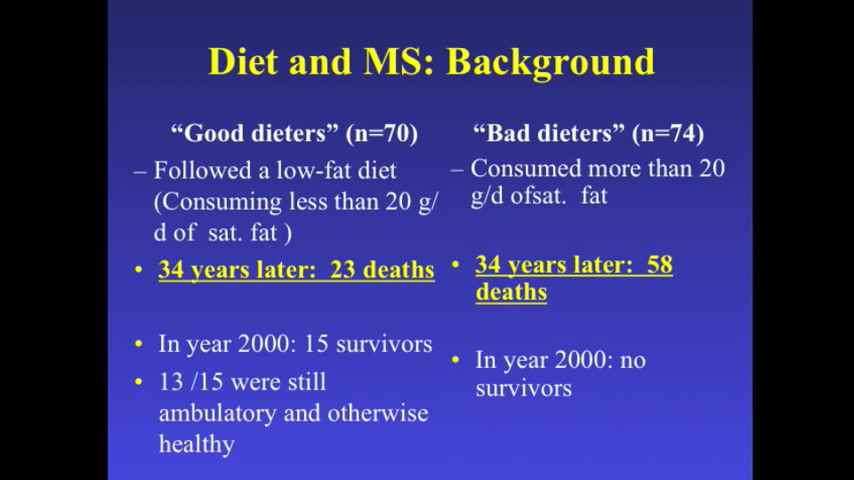 Diet and MS: Background
“Good dieters” (n=70)
– Followed a low-fat diet
(Consuming less than 20 g/
d of sat. fat )
• 34 years later: 23 deaths
• In year 2000: 15 survivors
• 13 /15 were still
ambulatory and otherwise
healthy
“Bad dieters” (n=74)
– Consumed more than 20
g/d ofsat. fat
• 34 years later: 58
deaths
• In year 2000: no
survivors